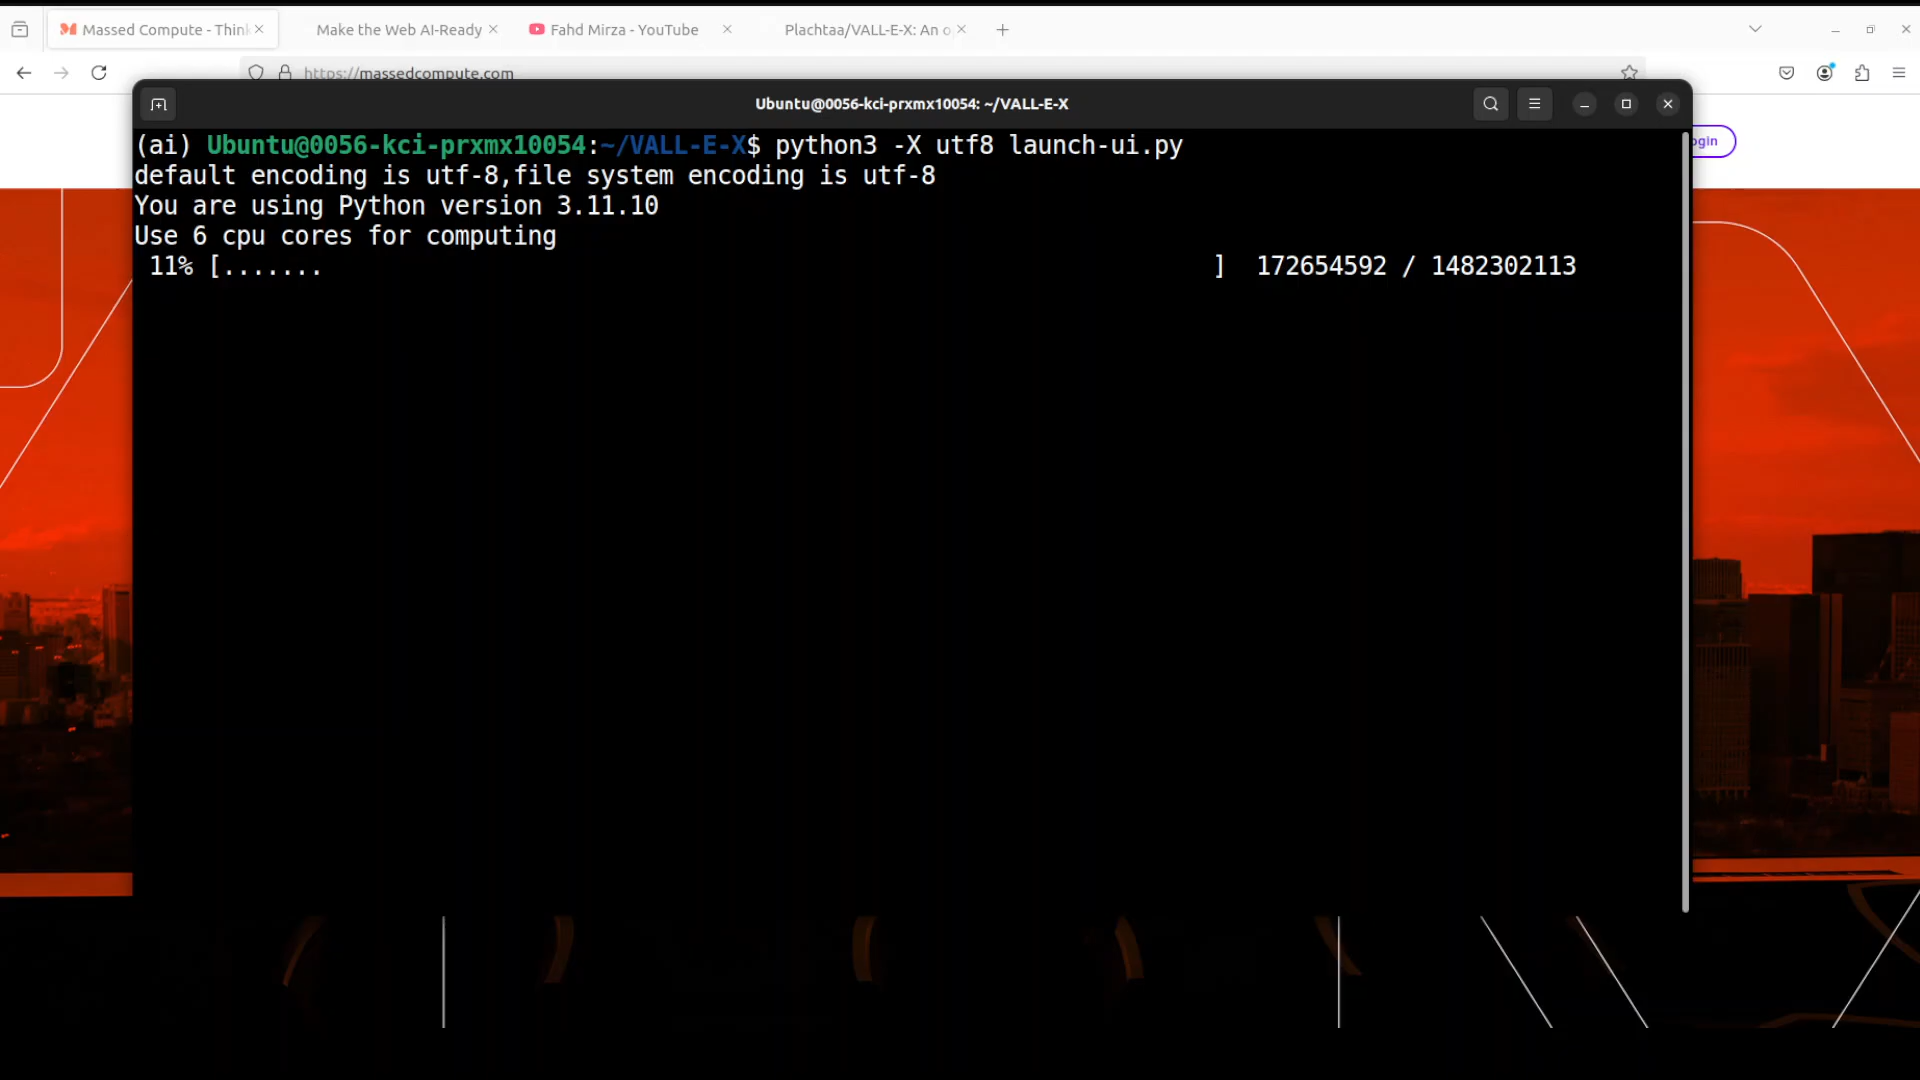 Massed Compute - Think
Make the Web AI-Ready
Fahd Mirza - YouTube
Plachtaa/VALL-E-X: An o
https://massedcompute.com
Ubuntu@0056-kci-prxmx10054: ~/VALL-E-X
ogin
(ai) Ubuntu@0056-kci-prxmx10054:~/VALL-E-X$ python3 -X utf8 launch-ui.py
default encoding is utf-8,file system encoding is utf-8
You are using Python version 3.11.10
Use 6 cpu cores for computing
11% [....... ] 172654592 / 1482302113